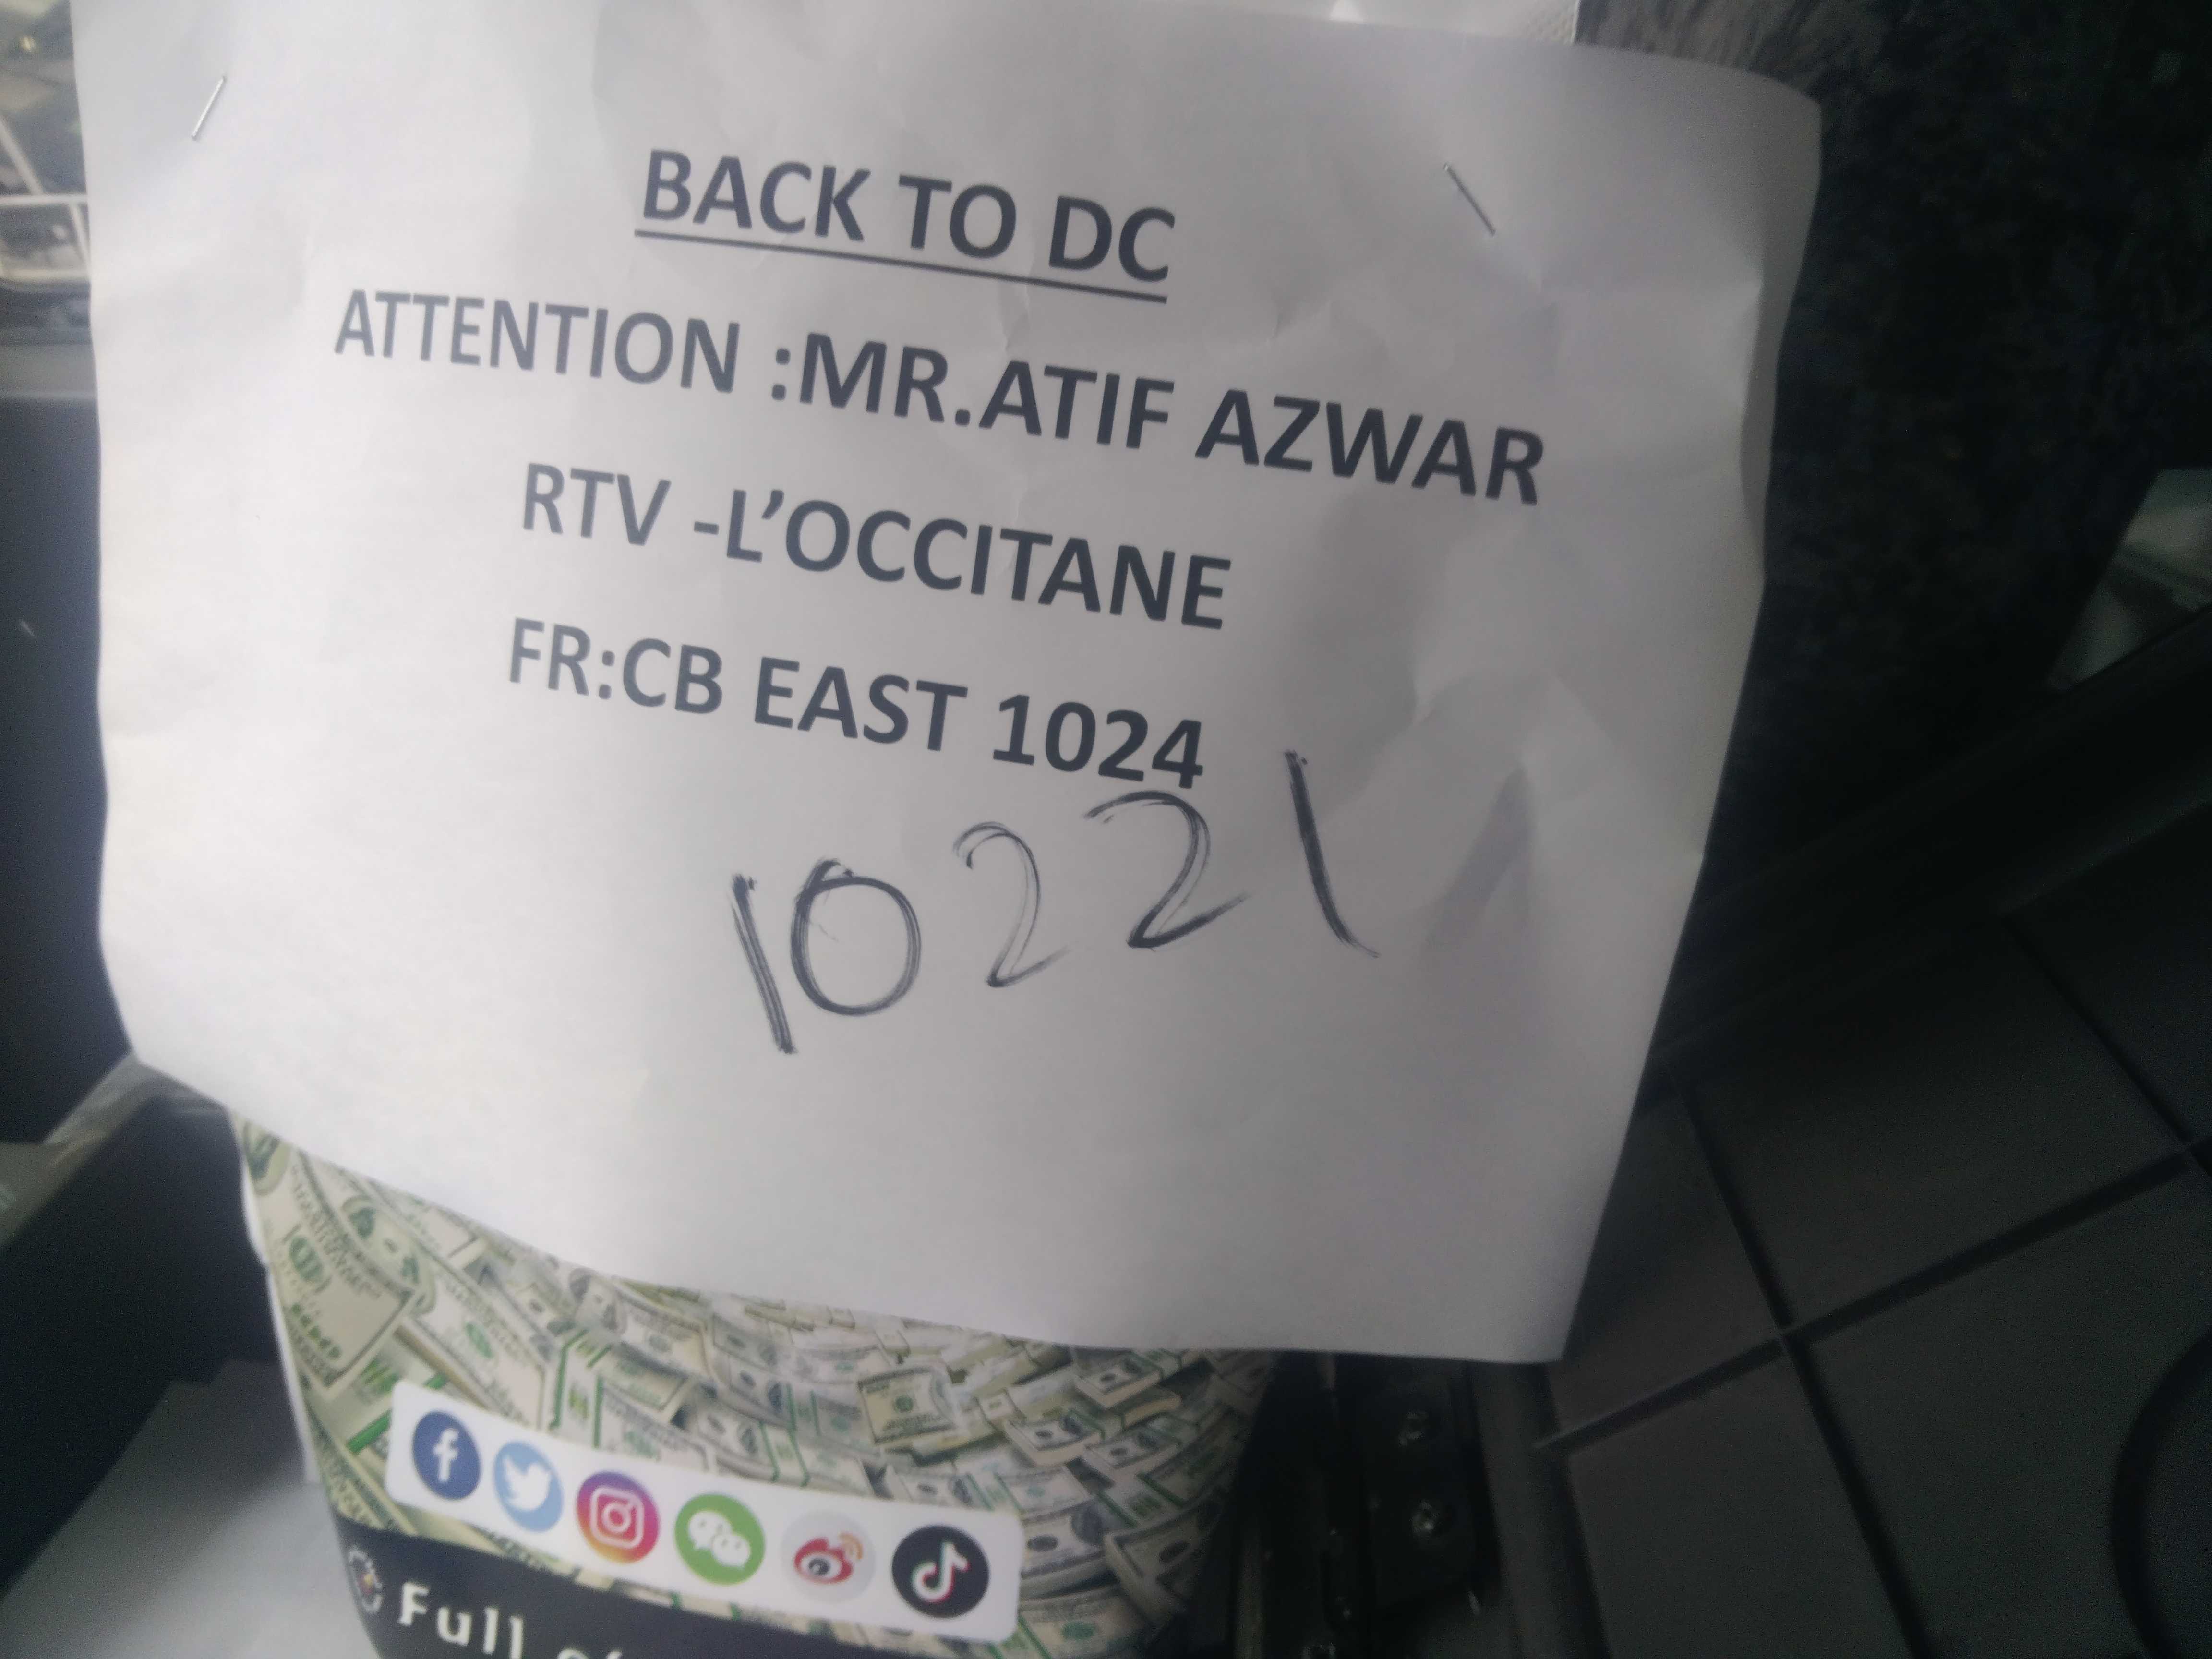 BACK TO DC
ATTENTION :MR.ATIF AZWAR
RTV -L’OCCITANE
FR:CB EAST 1024
10221
Full